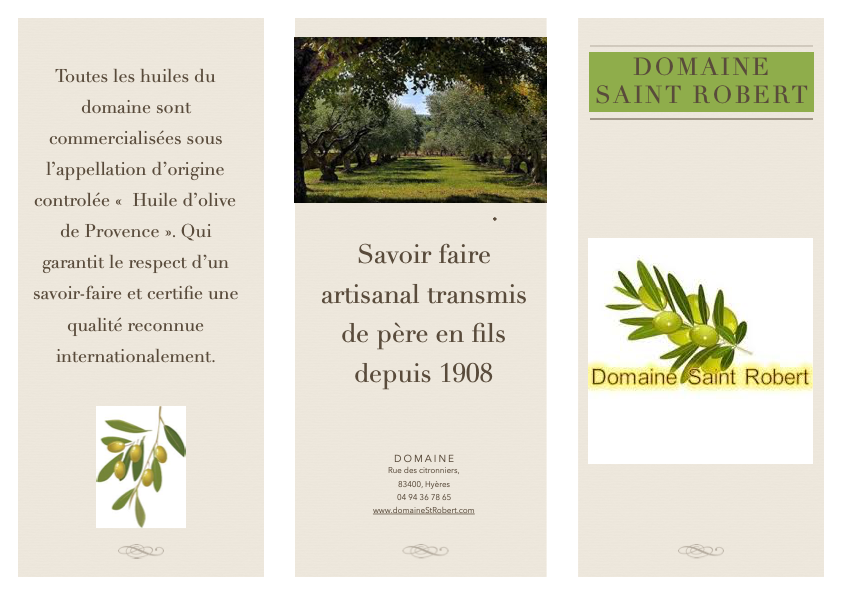 Toutes les huiles du
domaine sont
commercialisées sous
l’appellation d’origine
controlée «  Huile d’olive
de Provence ». Qui
garantit le respect d’un
savoir-faire et certifie une
qualité reconnue
internationalement.
Savoir faire
artisanal transmis
de père en fils
depuis 1908
DOMAINE
Rue des citronniers,
83400, Hyères
04 94 36 78 65
www.domaineStRobert.com
DOMAINE
SAINT ROBERT
Domaine Saint Robert